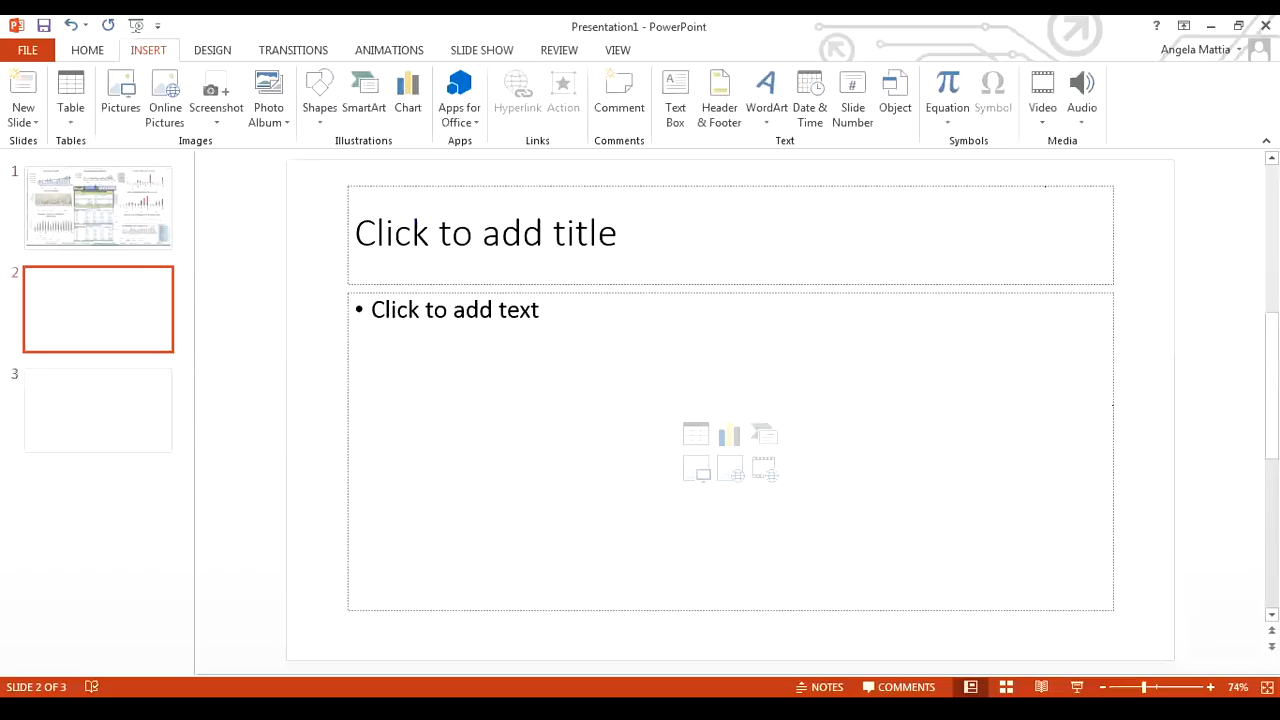 Presentation1 - PowerPoint
?
FILE HOME INSERT DESIGN TRANSITIONS ANIMATIONS SLIDE SHOW REVIEW VIEW
Angela Mattia
New Slide
Table
Pictures
Online Pictures
Screenshot
Photo Album
Shapes
SmartArt
Chart
Apps for Office
Hyperlink
Action
Comment
Text Box
Header & Footer
WordArt
Date & Time
Slide Number
Object
Equation
Symbol
Video
Audio
Slides Tables Images Illustrations Apps Links Comments Text Symbols Media
1
2
3
Click to add title
• Click to add text
SLIDE 2 OF 3
NOTES COMMENTS 74%